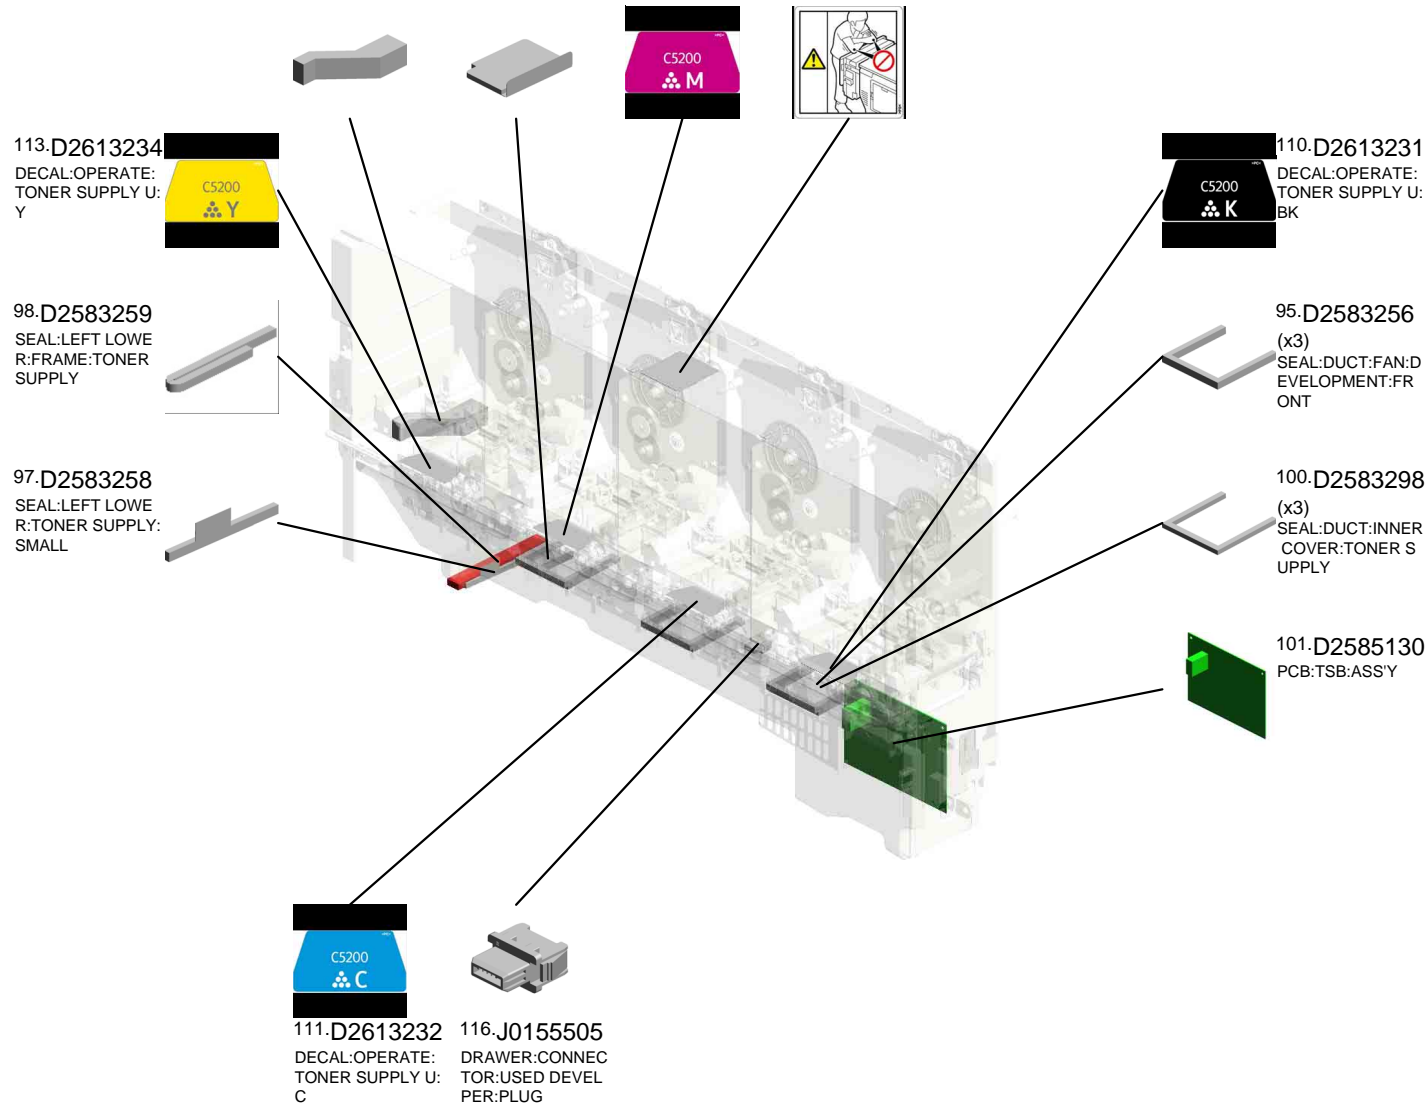 C5200
M
113.D2613234
DECAL:OPERATE:
TONER SUPPLY U:
Y
C5200
Y
110.D2613231
DECAL:OPERATE:
TONER SUPPLY U:
BK
C5200
K
98.D2583259
SEAL:LEFT LOWE
R:FRAME:TONER
SUPPLY
95.D2583256
(x3)
SEAL:DUCT:FAN:D
EVELOPMENT:FR
ONT
97.D2583258
SEAL:LEFT LOWE
R:TONER SUPPLY:
SMALL
100.D2583298
(x3)
SEAL:DUCT:INNER
COVER:TONER S
UPPLY
101.D2585130
PCB:TSB:ASS'Y
C5200
C
111.D2613232
DECAL:OPERATE:
TONER SUPPLY U:
C
116.J0155505
DRAWER:CONNEC
TOR:USED DEVEL
PER:PLUG